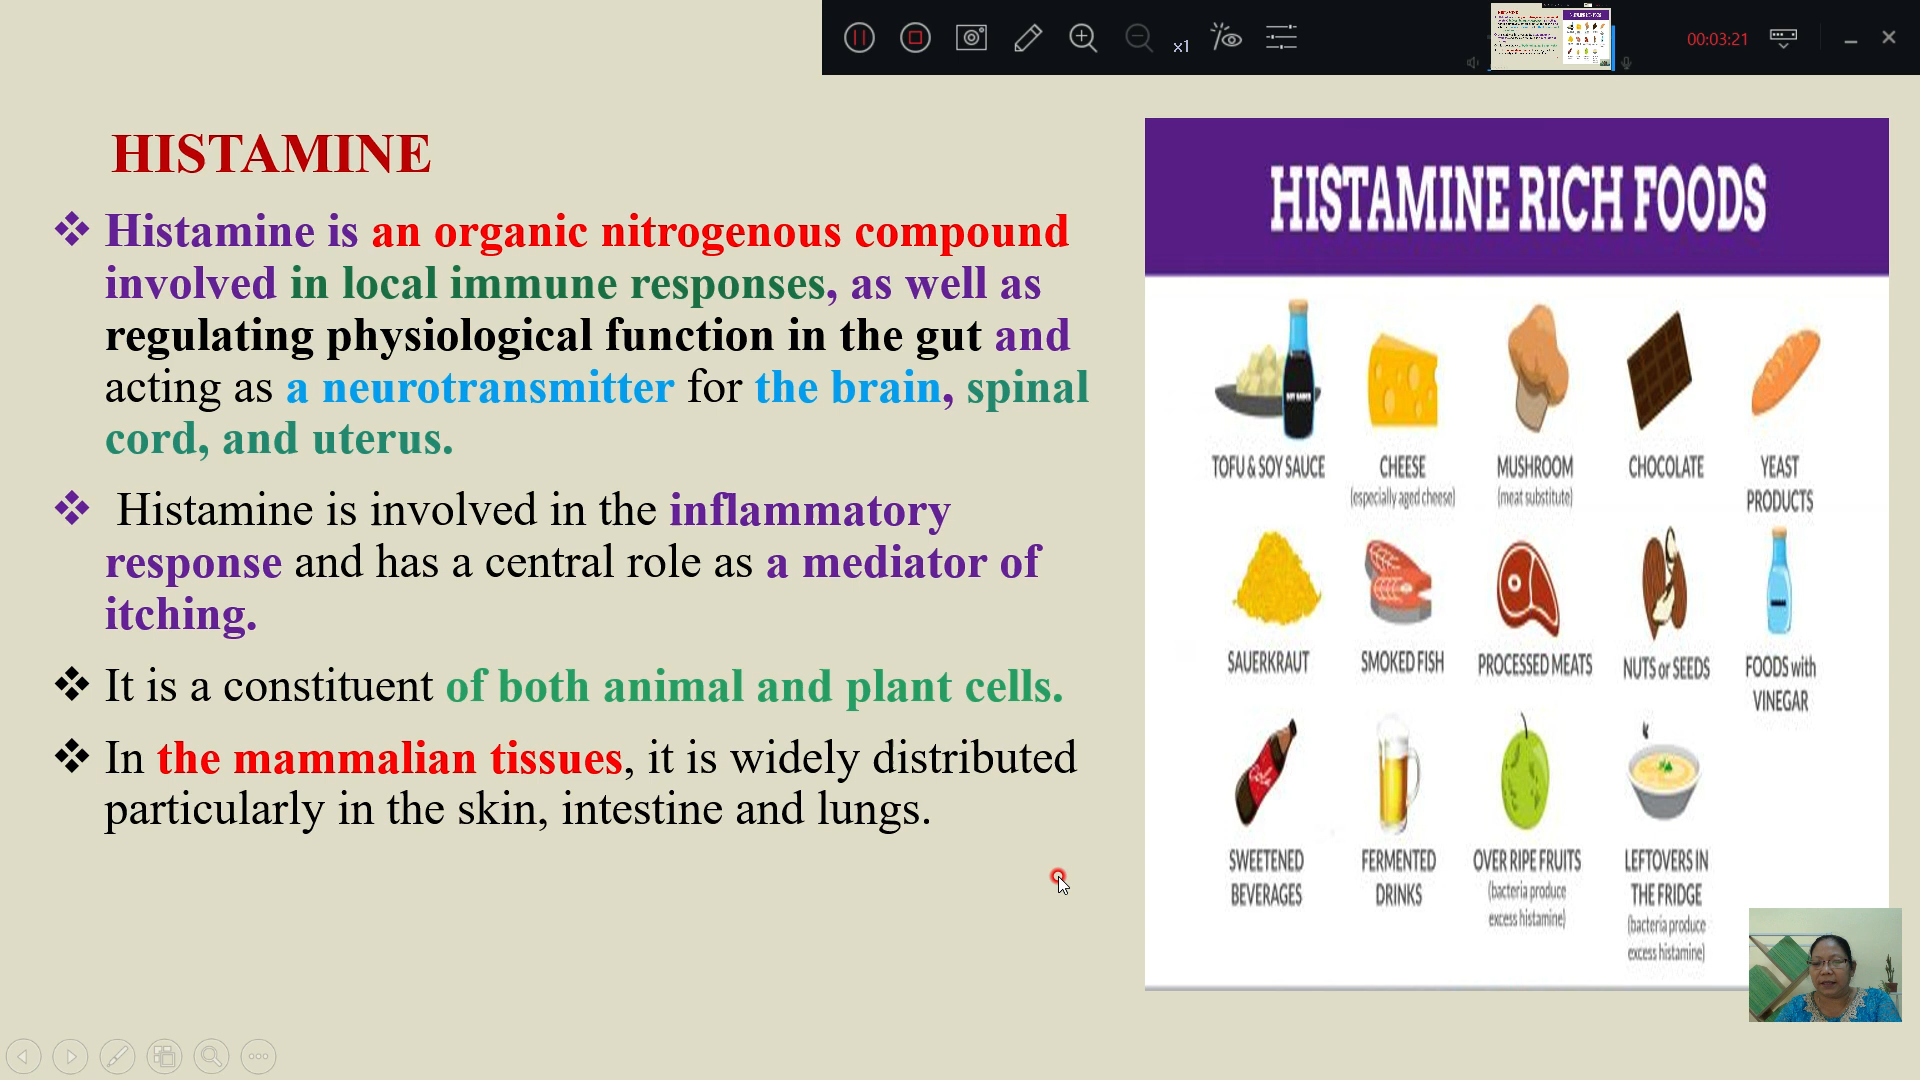 x1
00:03:21
HISTAMINE
Histamine is an organic nitrogenous compound
involved in local immune responses, as well as
regulating physiological function in the gut and
acting as a neurotransmitter for the brain, spinal
cord, and uterus.
Histamine is involved in the inflammatory
response and has a central role as a mediator of
itching.
It is a constituent of both animal and plant cells.
In the mammalian tissues, it is widely distributed
particularly in the skin, intestine and lungs.
HISTAMINE RICH FOODS
SOY SAUCE
TOFU & SOY SAUCE
CHEESE
(especially aged cheese)
MUSHROOM
(meat substitute)
CHOCOLATE
YEAST
PRODUCTS
SAUERKRAUT
SMOKED FISH
PROCESSED MEATS
NUTS or SEEDS
FOODS with
VINEGAR
Cola
SWEETENED
BEVERAGES
FERMENTED
DRINKS
OVER RIPE FRUITS
(bacteria produce
excess histamine)
LEFTOVERS IN
THE FRIDGE
(bacteria produce
excess histamine)